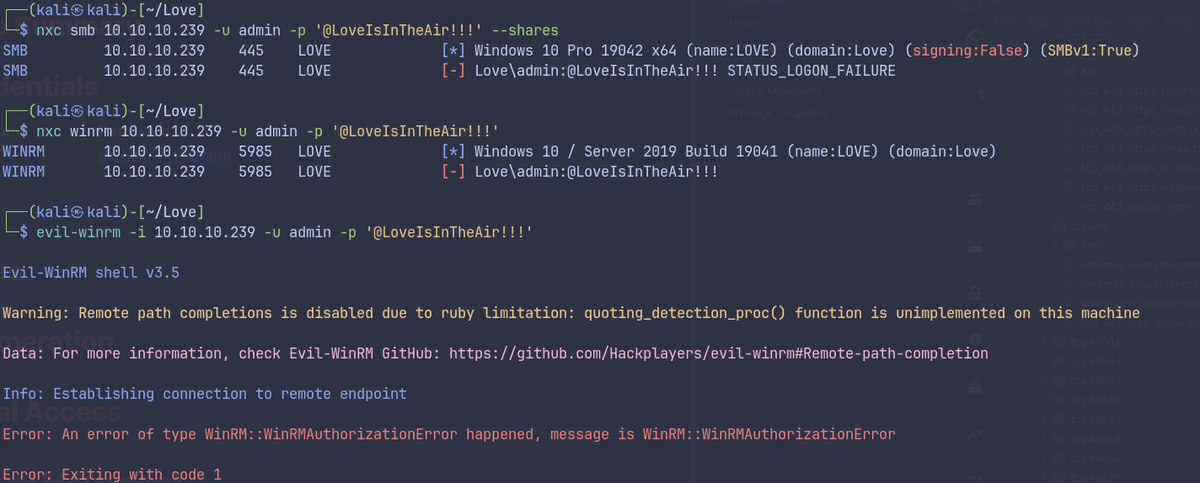 (kali㉿kali)-[~/Love]
$ nxc smb 10.10.10.239 -u admin -p '@LoveIsInTheAir!!!' --shares
SMB 10.10.10.239 445 LOVE [*] Windows 10 Pro 19042 x64 (name:LOVE) (domain:Love) (signing:False) (SMBv1:True)
SMB 10.10.10.239 445 LOVE [-] Love\admin:@LoveIsInTheAir!!! STATUS_LOGON_FAILURE
(kali㉿kali)-[~/Love]
$ nxc winrm 10.10.10.239 -u admin -p '@LoveIsInTheAir!!!'
WINRM 10.10.10.239 5985 LOVE [*] Windows 10 / Server 2019 Build 19041 (name:LOVE) (domain:Love)
WINRM 10.10.10.239 5985 LOVE [-] Love\admin:@LoveIsInTheAir!!!
(kali㉿kali)-[~/Love]
$ evil-winrm -i 10.10.10.239 -u admin -p '@LoveIsInTheAir!!!'
Evil-WinRM shell v3.5
Warning: Remote path completions is disabled due to ruby limitation: quoting_detection_proc() function is unimplemented on this machine
Data: For more information, check Evil-WinRM GitHub: https://github.com/Hackplayers/evil-winrm#Remote-path-completion
Info: Establishing connection to remote endpoint
Error: An error of type WinRM::WinRMAuthorizationError happened, message is WinRM::WinRMAuthorizationError
Error: Exiting with code 1